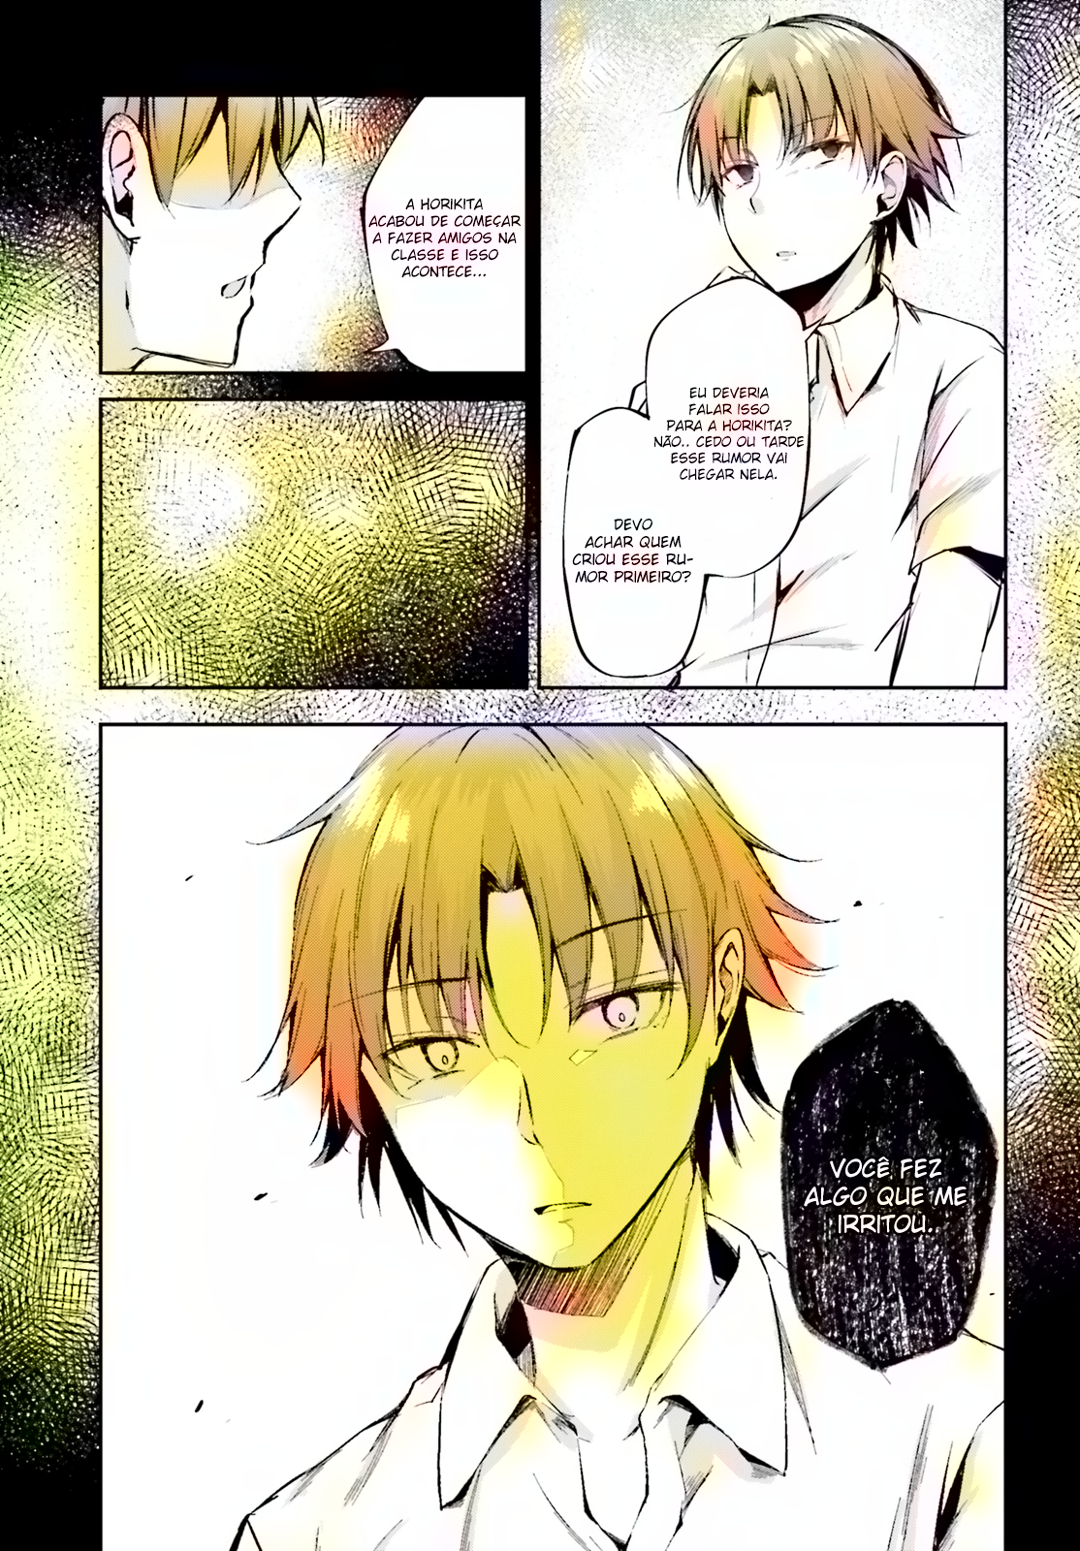 EU DEVERIA
FALAR ISSO
PARA A HORIKITA?
NÃO.. CEDO OU TARDE
ESSE RUMOR VAI
CHEGAR NELA.
DEVO
ACHAR QUEM
CRIOU ESSE RU-
MOR PRIMEIRO?
A HORIKITA
ACABOU DE COMEÇAR
A FAZER AMIGOS NA
CLASSE E ISSO
ACONTECE...
VOCÊ FEZ
ALGO QUE ME
IRRITOU..